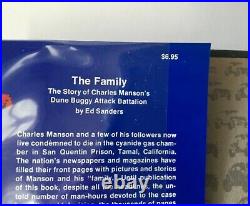 $6.95
The Family
The Story of Charles Manson's
Dune Buggy Attack Battalion
by Ed Sanders
Charles Manson and a few of his followers now
live condemned to die in the cyanide gas cham-
ber in San Quentin Prison, Tamal, California.
The nation's newspapers and magazines have
filled their front pages with pictures and stories
of Manson and his "family." Until publication
of this book, despite all the coverage, the un-
told number of man-hours devoted to the
case
the thousands of pages